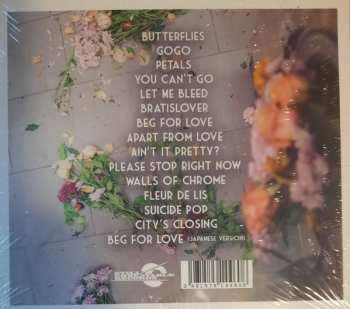 BUTTERFLIES
GOGO
PETALS
YOU CAN'T GO
LET ME BLEED
BRATISLOVER
BEG FOR LOVE
APART FROM LOVE
AIN'T IT PRETTY?
PLEASE STOP RIGHT NOW
WALLS OF CHROME
FLEUR DE LIS
SUICIDE POP
CITY'S CLOSING
BEG FOR LOVE (JAPANESE VERSION)